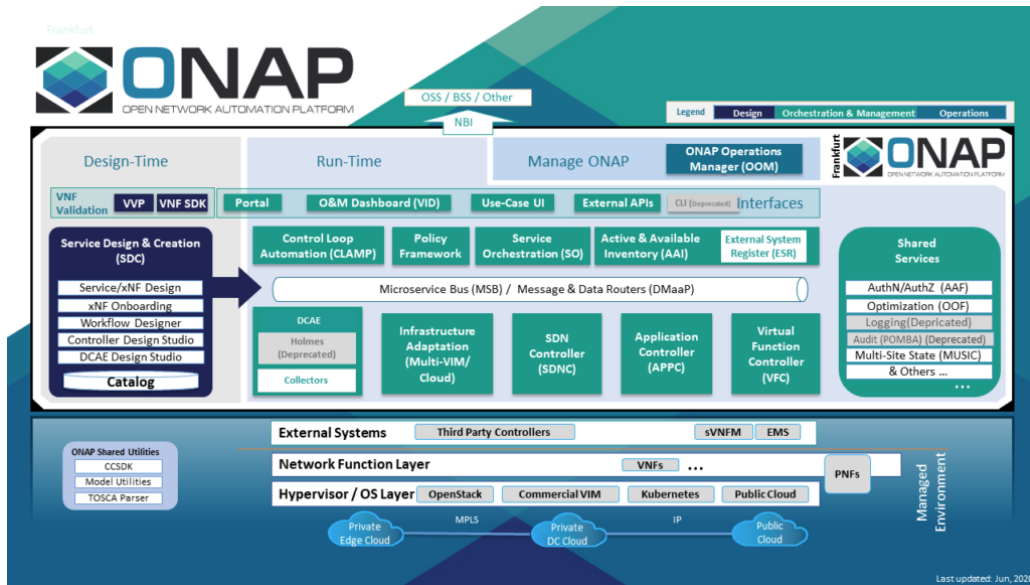 Frankfurt
ONAP
OPEN NETWORK AUTOMATION PLATFORM
OSS / BSS / Other
NBI
Legend
Design
Orchestration & Management
Operations
Design-Time
Run-Time
Manage ONAP
ONAP Operations
Manager (OOM)
Frankfurt
ONAP
OPEN NETWORK AUTOMATION PLATFORM
VNF
Validation
VVP
VNF SDK
Portal
O&M Dashboard (VID)
Use-Case UI
External APIs
CLI (Deprecated)
Interfaces
Service Design & Creation
(SDC)
Service/xNF Design
xNF Onboarding
Workflow Designer
Controller Design Studio
DCAE Design Studio
Catalog
Control Loop
Automation (CLAMP)
Policy
Framework
Service
Orchestration (SO)
Active & Available
Inventory (AAI)
External System
Register (ESR)
Microservice Bus (MSB) / Message & Data Routers (DMaaP)
DCAE
Holmes
(Deprecated)
Collectors
Infrastructure
Adaptation
(Multi-VIM/
Cloud)
SDN
Controller
(SDNC)
Application
Controller
(APPC)
Virtual
Function
Controller
(VFC)
Shared
Services
AuthN/AuthZ (AAF)
Optimization (OOF)
Logging(Depricated)
Audit (POMBA) (Deprecated)
Multi-Site State (MUSIC)
& Others ...
...
ONAP Shared Utilities
CCSDK
Model Utilities
TOSCA Parser
External Systems
Third Party Controllers
sVNFM
EMS
Network Function Layer
VNFs
...
PNFs
Hypervisor / OS Layer
OpenStack
Commercial VIM
Kubernetes
Public Cloud
Managed
Environment
Private
Edge Cloud
MPLS
Private
DC Cloud
IP
Public
Cloud
Last updated: Jun,